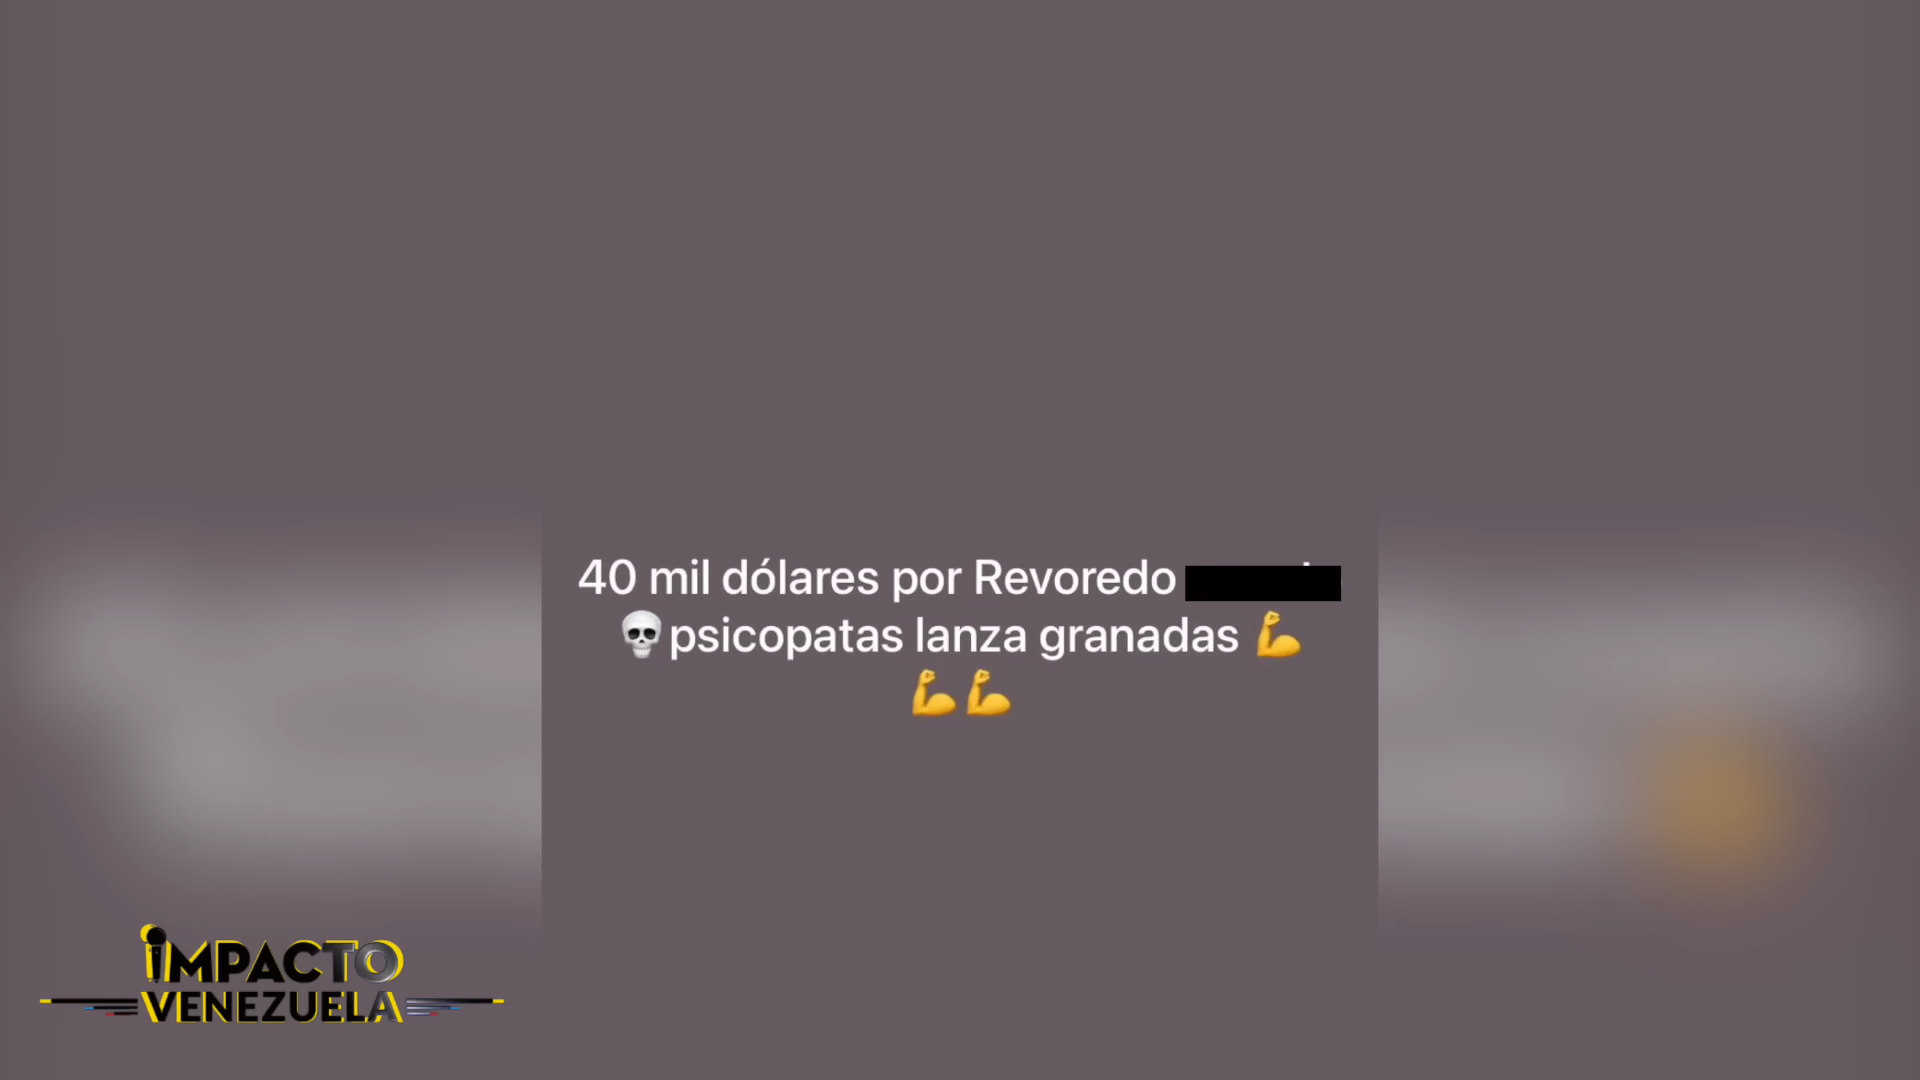 40 mil dólares por Revoredo
💀psicopatas lanza granadas 💪
💪💪
IMPACTO
VENEZUELA